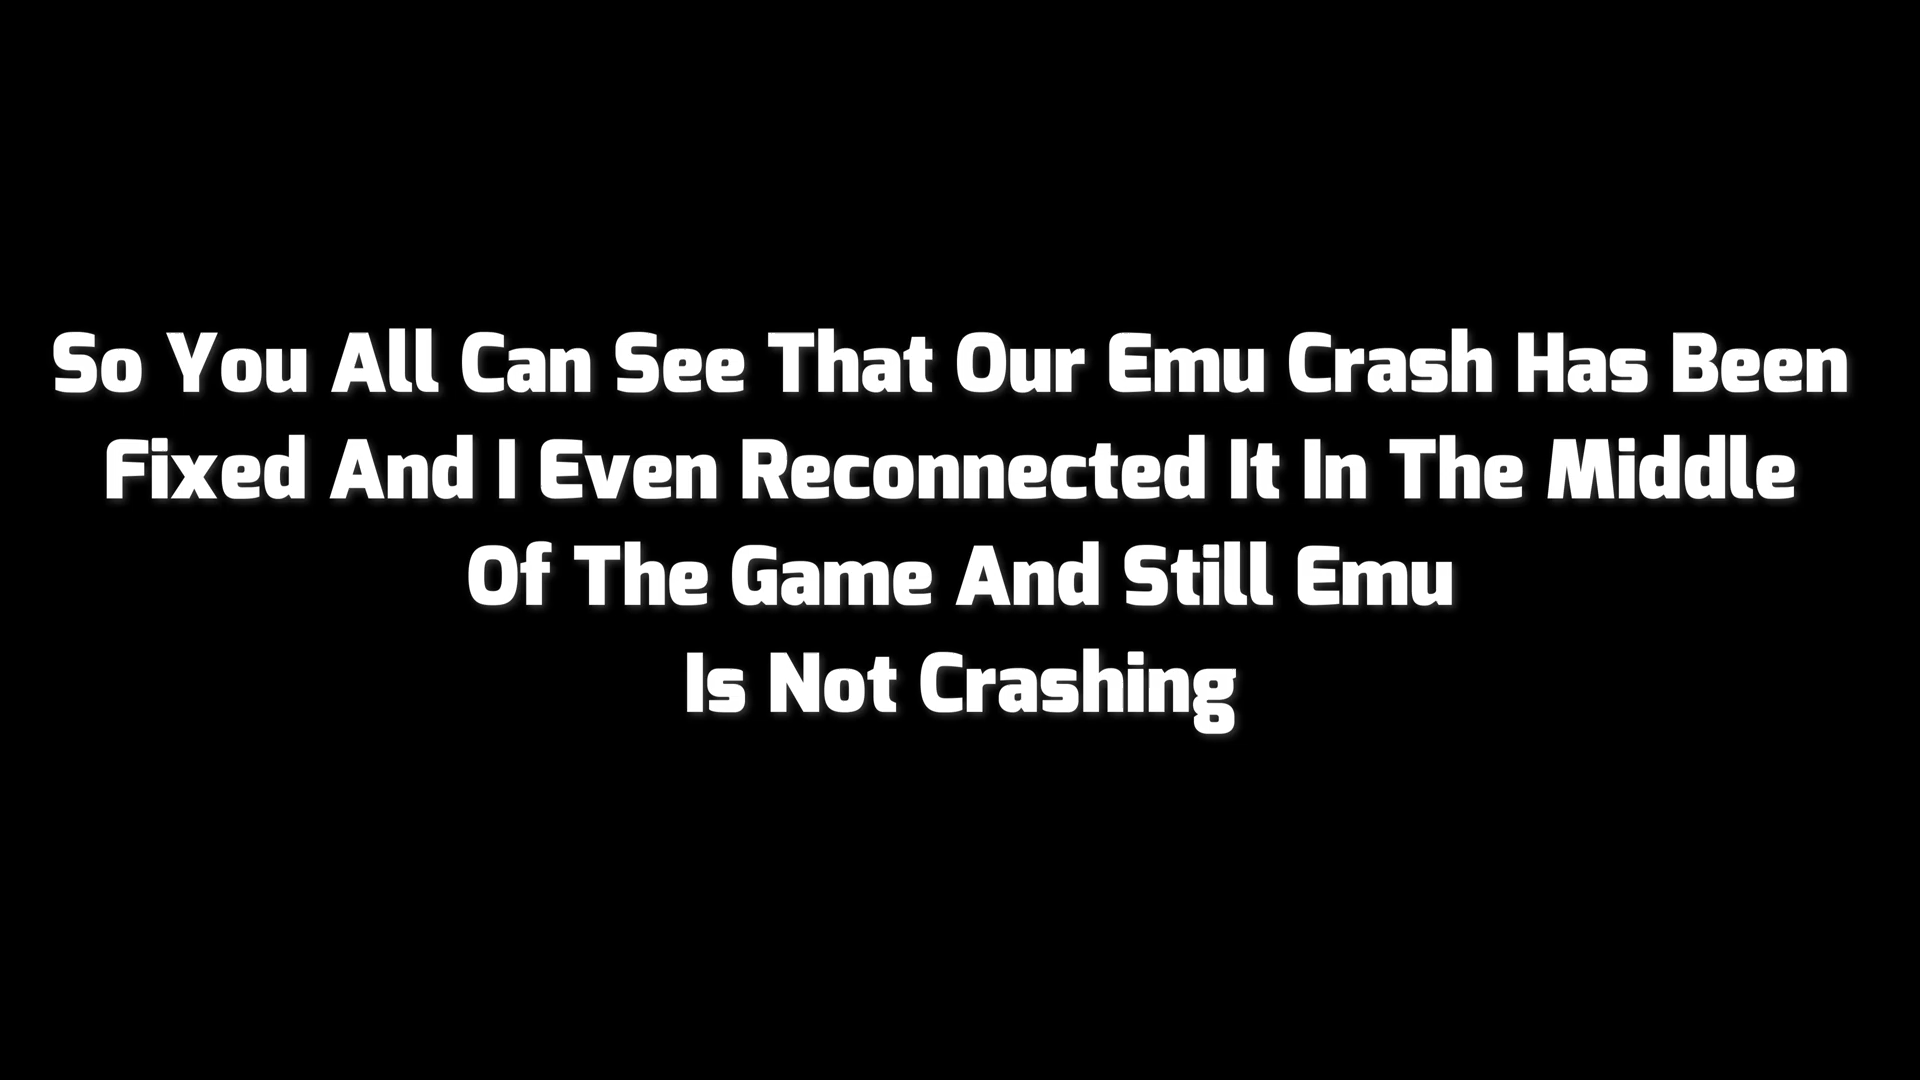 So You All Can See That Our Emu Crash Has Been
Fixed And I Even Reconnected It In The Middle
Of The Game And Still Emu
Is Not Crashing